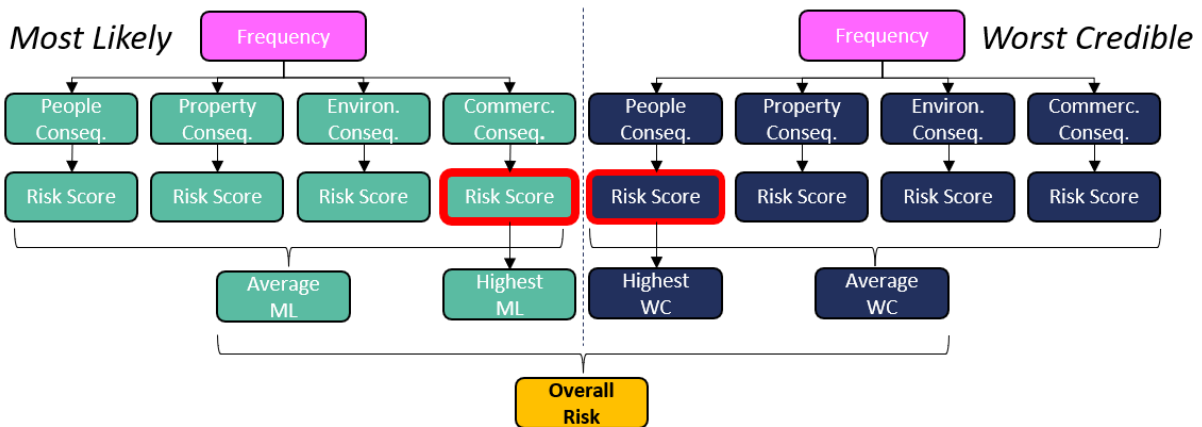 Most Likely
Frequency
Frequency
Worst Credible
People
Conseq.
Property
Conseq.
Environ.
Conseq.
Commerc.
Conseq.
People
Conseq.
Property
Conseq.
Environ.
Conseq.
Commerc.
Conseq.
Risk Score
Risk Score
Risk Score
Risk Score
Risk Score
Risk Score
Risk Score
Risk Score
Average
ML
Highest
ML
Highest
WC
Average
WC
Overall
Risk